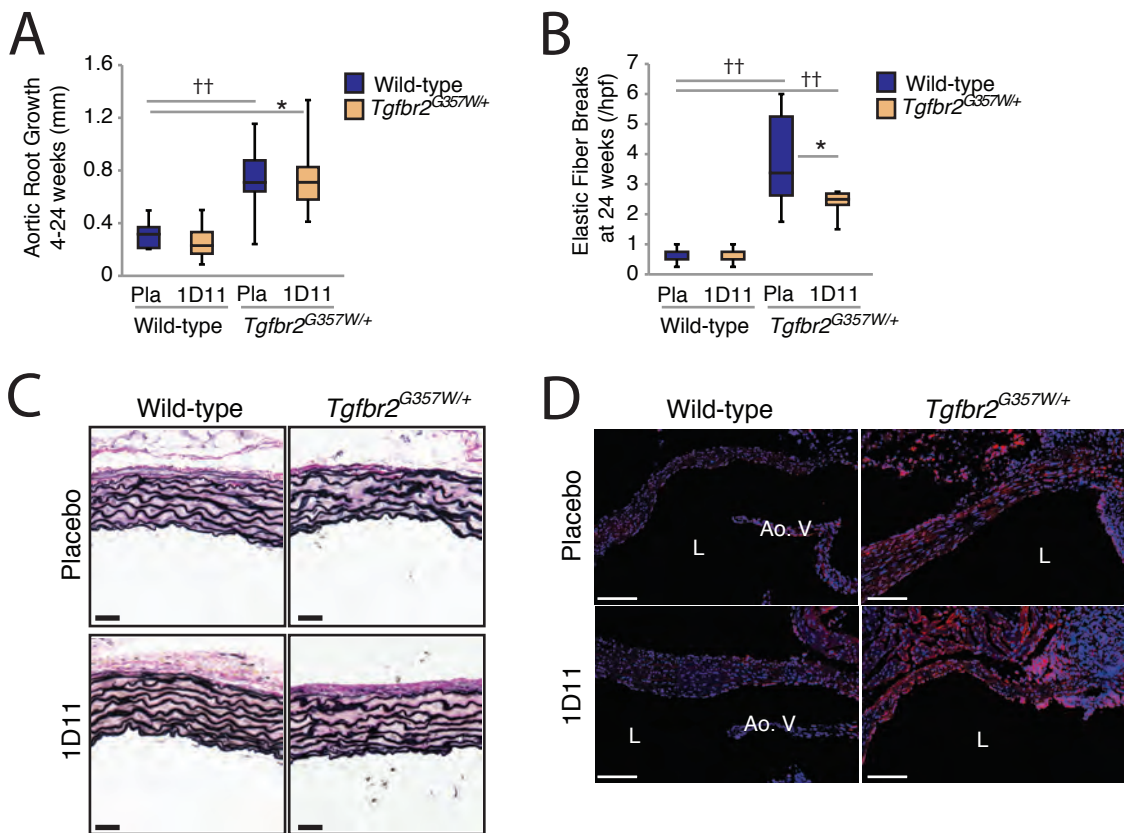 A
Aortic Root Growth
4-24 weeks (mm)
1.6
1.2
0.8
0.4
0
††
*
Wild-type
Tgfbr2G357W/+
Pla 1D11 Pla 1D11
Wild-type Tgfbr2G357W/+
B
Elastic Fiber Breaks
at 24 weeks (/hpf)
7
6
5
4
3
2
1
0
††
††
*
Wild-type
Tgfbr2G357W/+
Pla 1D11 Pla 1D11
Wild-type Tgfbr2G357W/+
C
Wild-type Tgfbr2G357W/+
Placebo
1D11
D
Wild-type Tgfbr2G357W/+
Placebo
Ao. V
L
L
1D11
Ao. V
L
L